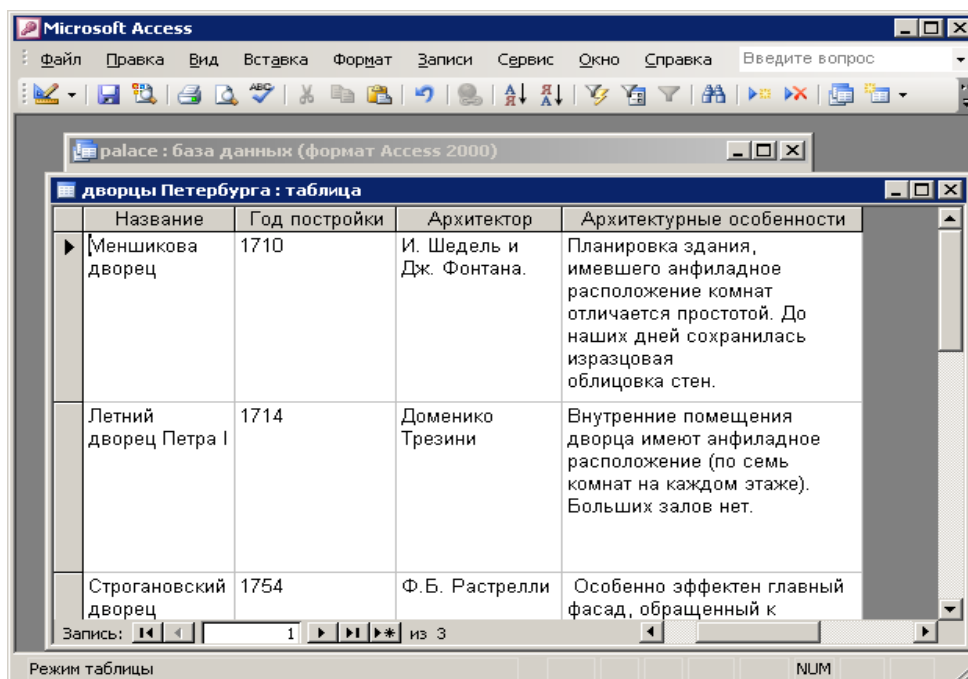 Microsoft Access
Файл Правка Вид Вставка Формат Записи Сервис Окно Справка Введите вопрос
palace : база данных (формат Access 2000)
дворцы Петербурга : таблица
Название Год постройки Архитектор Архитектурные особенности
Меншикова 1710 И. Шедель и Планировка здания,
дворец Дж. Фонтана. имевшего анфиладное
расположение комнат
отличается простотой. До
наших дней сохранилась
изразцовая
облицовка стен.
Летний 1714 Доменико Внутренние помещения
дворец Петра I Трезини дворца имеют анфиладное
расположение (по семь
комнат на каждом этаже).
Больших залов нет.
Строгановский 1754 Ф.Б. Растрелли Особенно эффектен главный
дворец фасад, обращенный к
Запись: 1 из 3
Режим таблицы NUM